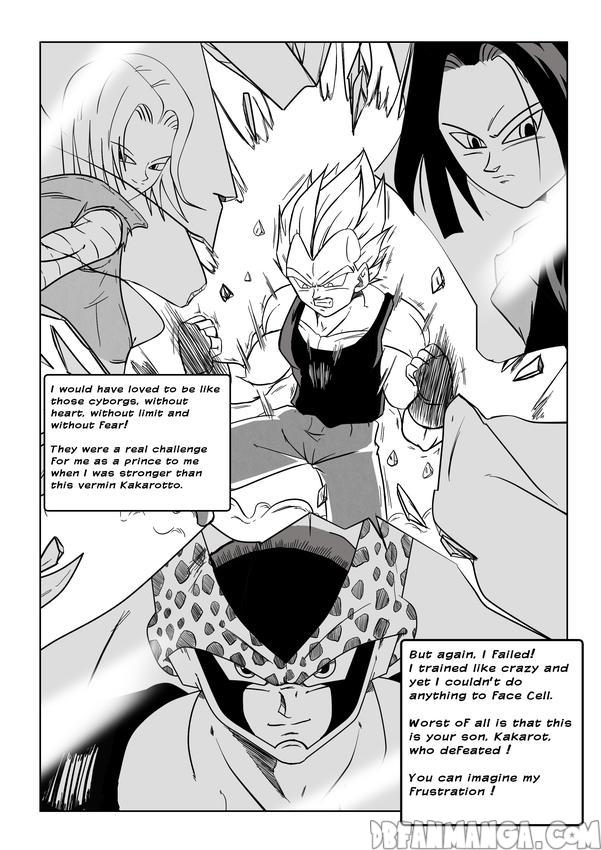 I would have loved to be like
those cyborgs, without
heart, without limit and
without Fear!
They were a real challenge
For me as a prince to me
when I was stronger than
this vermin Kakarotto.
But again, I Failed!
I trained like crazy and
yet I couldn't do
anything to Face Cell.
Worst oF all is that this
is your son, Kakarot,
who deFeated !
You can imagine my
Frustration !
DBFANMANGA.COM